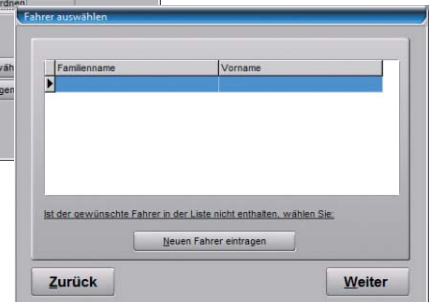 rdnen
Fahrer auswählen
Familienname Vorname
Ist der gewünschte Fahrer in der Liste nicht enthalten, wählen Sie:
Neuen Fahrer eintragen
Zurück Weiter